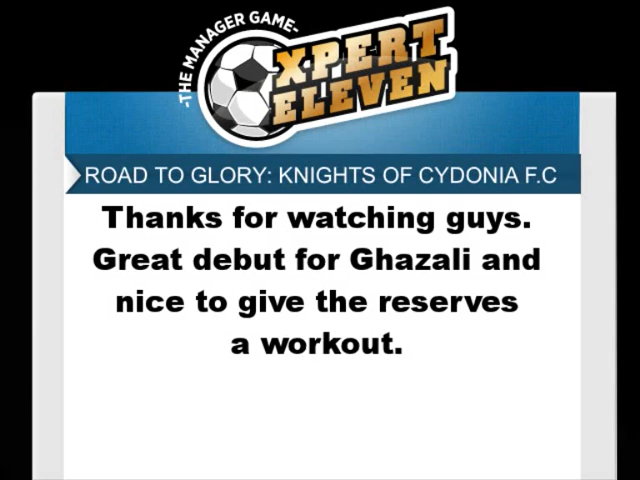 -THE MANAGER GAME-
XPERT
ELEVEN
ROAD TO GLORY: KNIGHTS OF CYDONIA F.C
Thanks for watching guys.
Great debut for Ghazali and
nice to give the reserves
a workout.